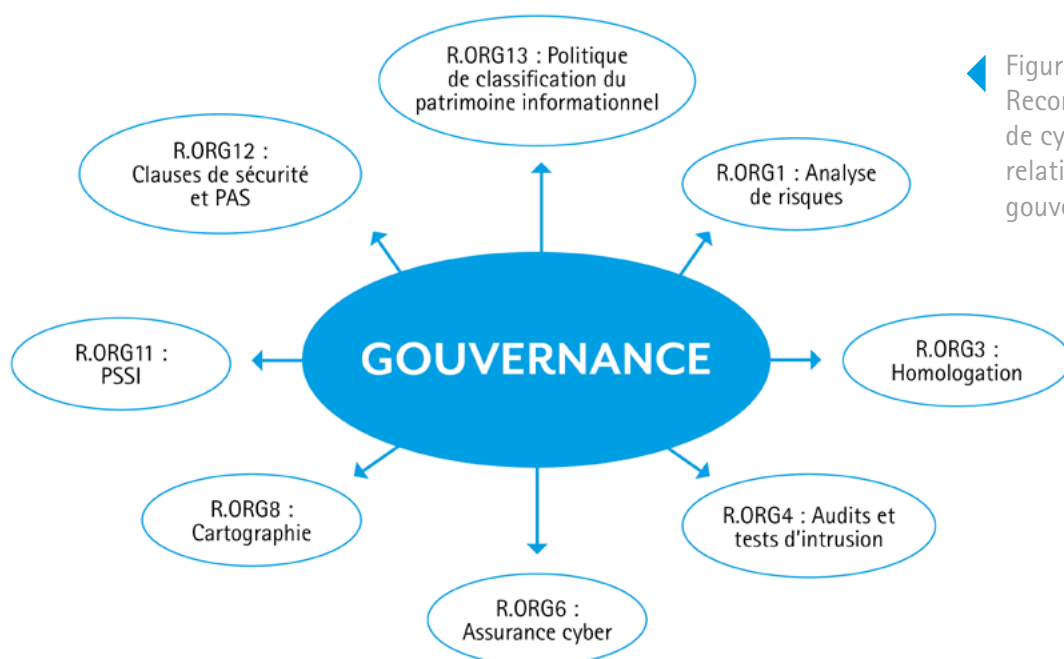 R.ORG13 : Politique
de classification du
patrimoine informationnel
R.ORG12 :
Clauses de sécurité
et PAS
R.ORG1 : Analyse
de risques
R.ORG11 :
PSSI
GOUVERNANCE
R.ORG3 :
Homologation
R.ORG8 :
Cartographie
R.ORG4 : Audits et
tests d'intrusion
R.ORG6 :
Assurance cyber
Figur
Recor
de cy
relati
gouve